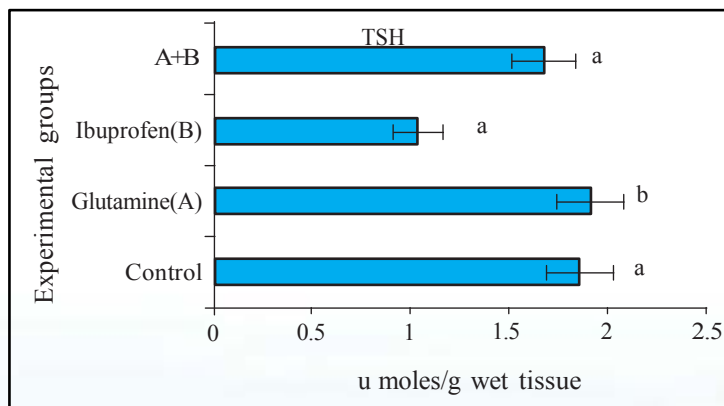 TSH
Experimental groups
A+B
a
Ibuprofen(B)
a
Glutamine(A)
b
Control
a
0 0.5 1 1.5 2 2.5
u moles/g wet tissue